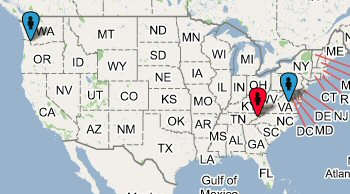 WA MT ND MN ME
OR ID WY SD WI NY
NE IA IL IN OH
NV UT CO KS MO KY WV VA
CA AZ NM OK AR TN NC
TX LA MS AL GA SC DE NJ
DC MD
FL
Gulf of
Mexico
Atlan